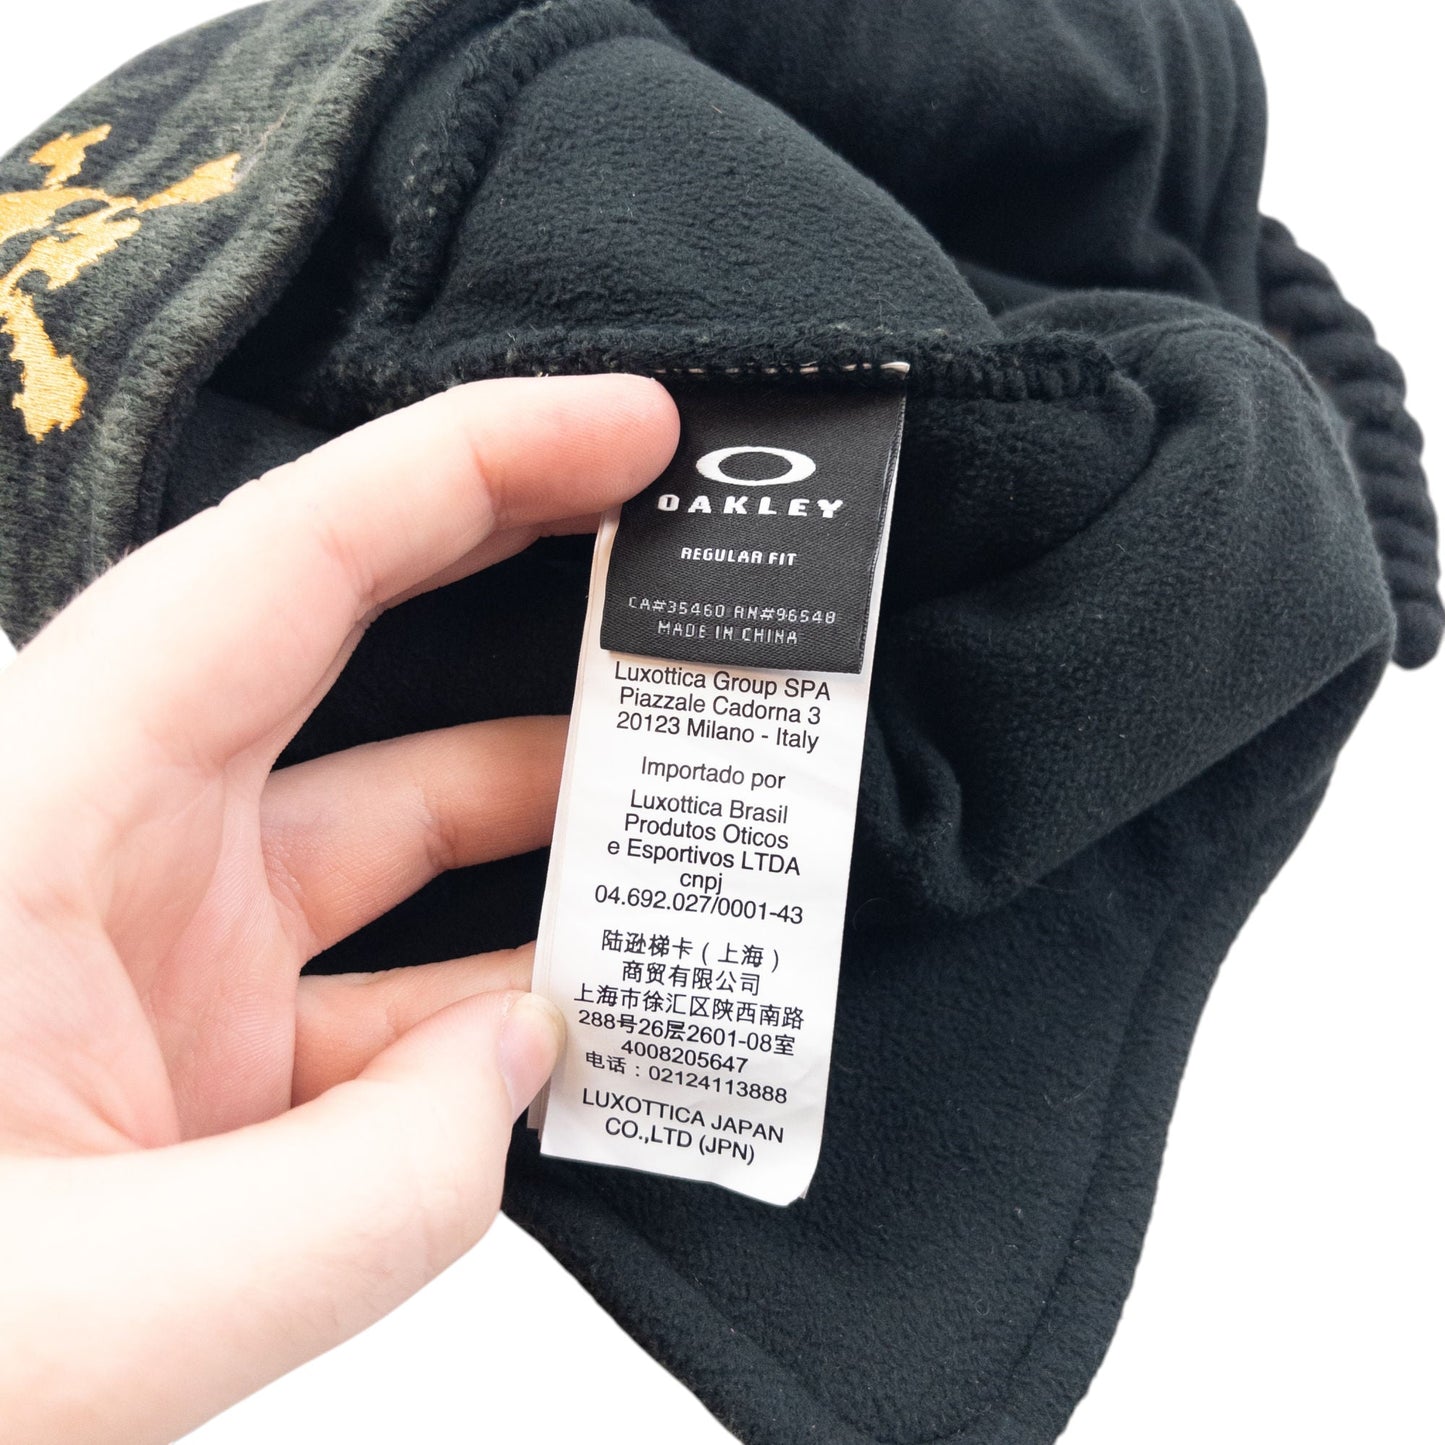 OAKLEY
REGULAR FIT
CA#35460 RN#96548
MADE IN CHINA
Luxottica Group SPA
Piazzale Cadorna 3
20123 Milano - Italy
Importado por
Luxottica Brasil
Produtos Oticos
e Esportivos LTDA
cnpj
04.692.027/0001-43
陆逊梯卡（上海）
商贸有限公司
上海市徐汇区陕西南路
288号26层2601-08室
4008205647
电话：02124113888
LUXOTTICA JAPAN
CO.,LTD (JPN)